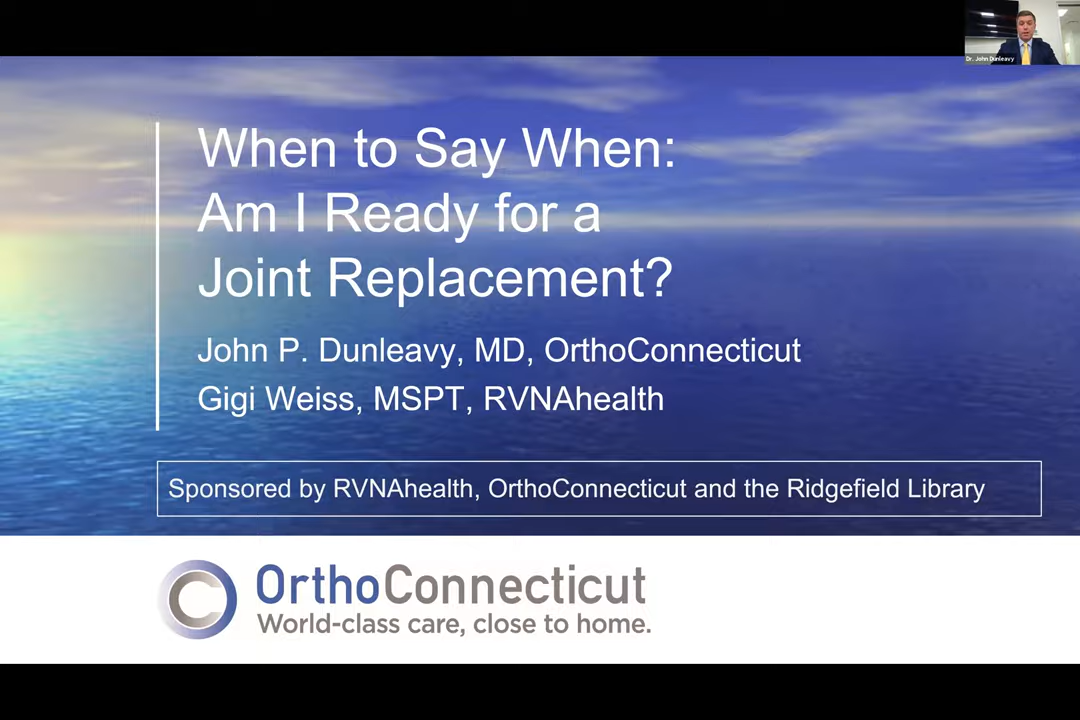 Dr. John Dunleavy
When to Say When:
Am I Ready for a
Joint Replacement?
John P. Dunleavy, MD, OrthoConnecticut
Gigi Weiss, MSPT, RVNAhealth
Sponsored by RVNAhealth, OrthoConnecticut and the Ridgefield Library
OrthoConnecticut
World-class care, close to home.